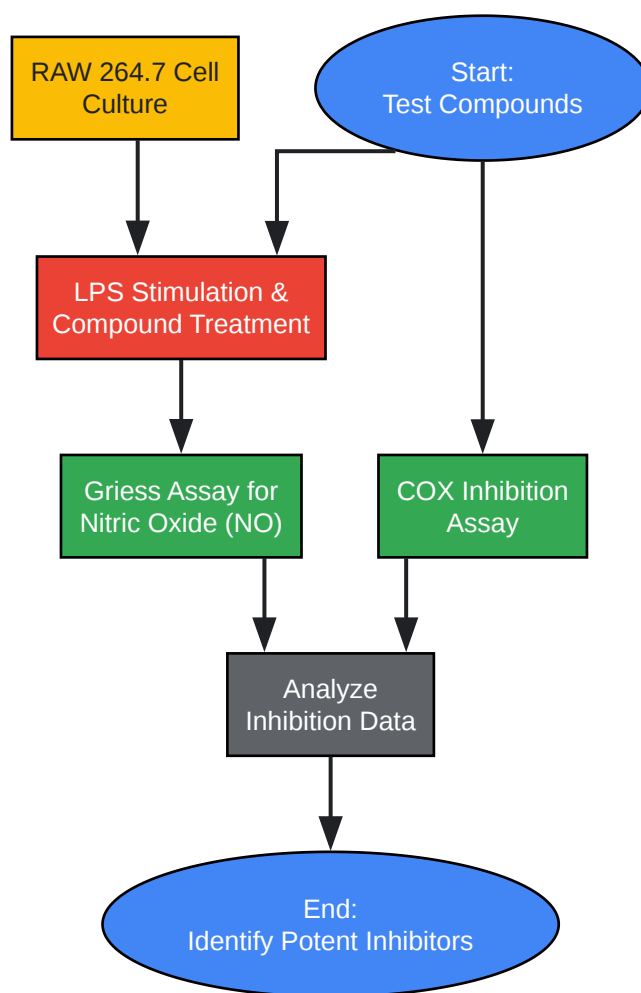 RAW 264.7 Cell
Culture
Start:
Test Compounds
LPS Stimulation &
Compound Treatment
Griess Assay for
Nitric Oxide (NO)
COX Inhibition
Assay
Analyze
Inhibition Data
End:
Identify Potent Inhibitors